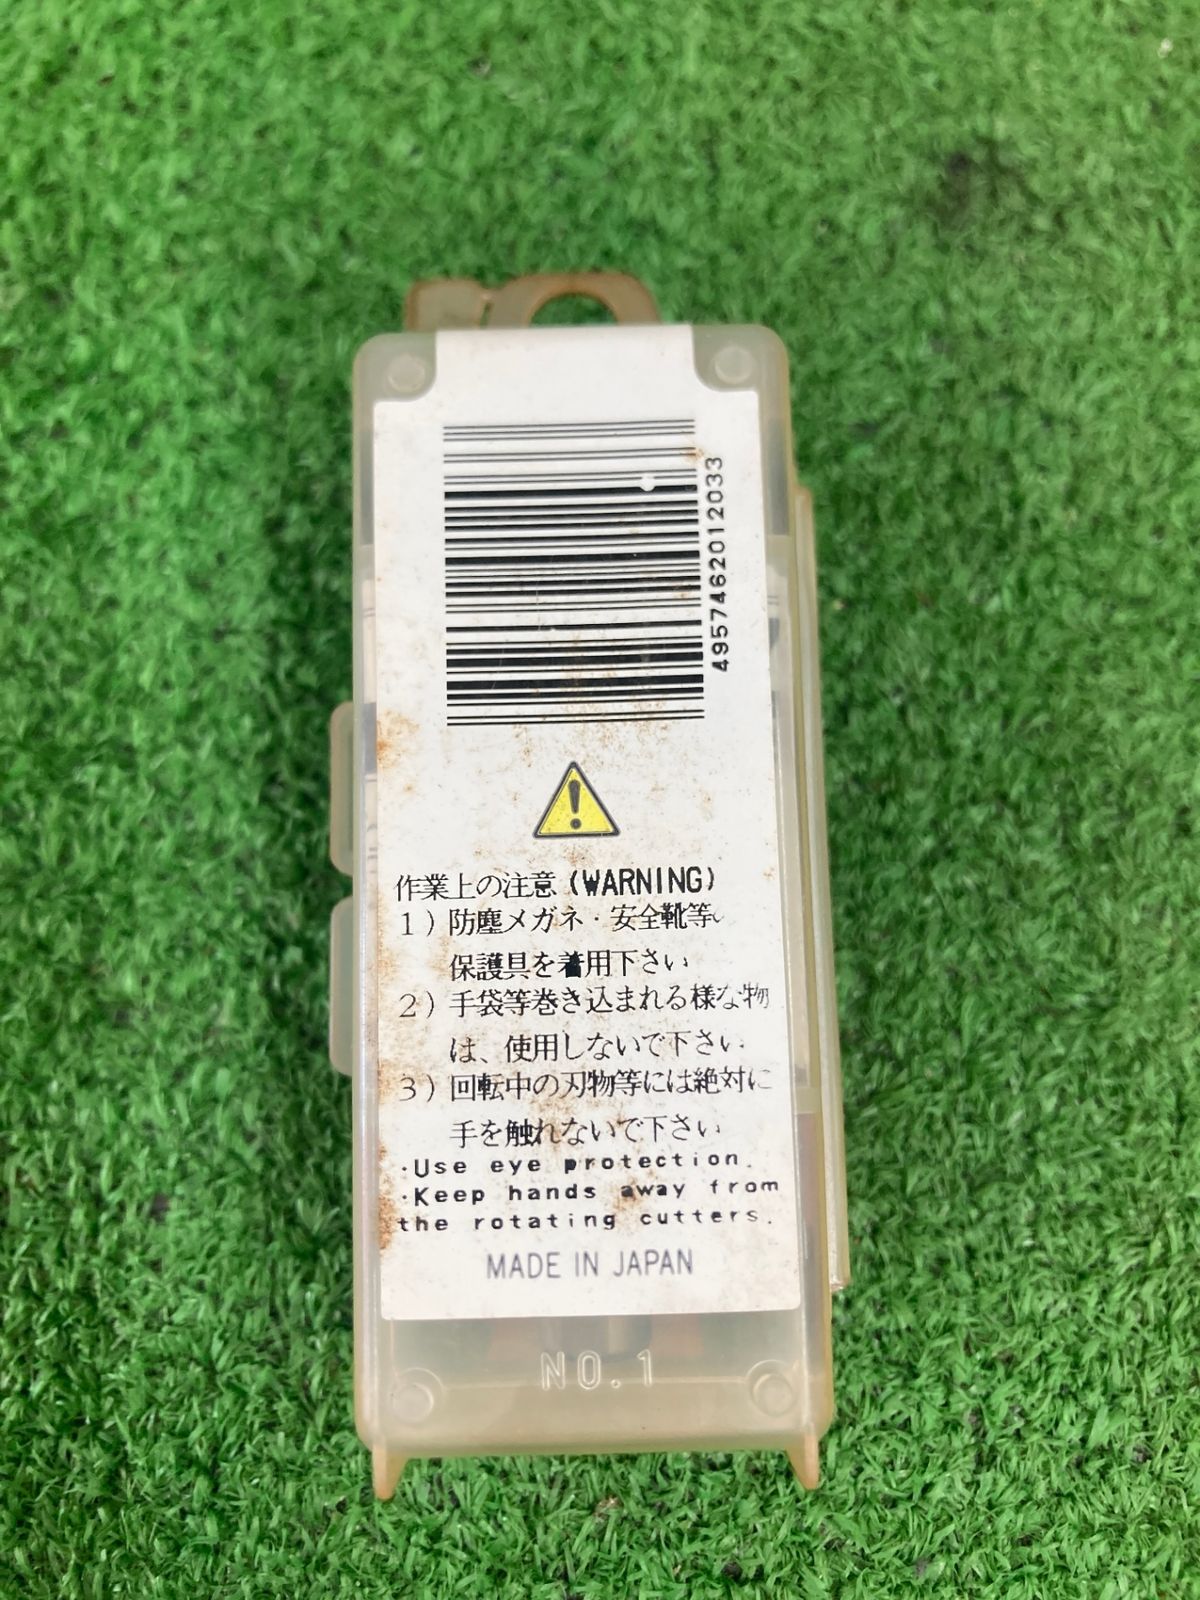 4957462012033
作業上の注意 (WARNING)
1) 防塵メガネ・安全靴等の
保護具を着用下さい
2) 手袋等巻き込まれる様な物
は、使用しないで下さい
3) 回転中の刃物等には絶対に
手を触れないで下さい
·Use eye protection.
·Keep hands away from
the rotating cutters.
MADE IN JAPAN
NO.1